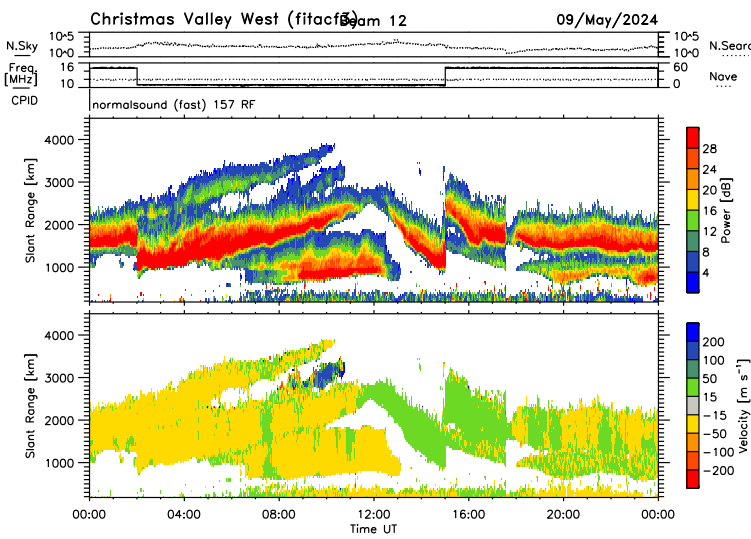 Christmas Valley West (fitacf3) Beam 12 09/May/2024
N.Sky 10^5 10^0 10^5 10^0 N.Searc
Freq. [MHz] 16 10 60 0 Nave
CPID normalsound (fast) 157 RF
Slant Range [km]
4000
3000
2000
1000
28
24
20
16
12
8
4
Power [dB]
Slant Range [km]
4000
3000
2000
1000
200
100
50
15
-15
-50
-100
-200
Velocity [m s⁻¹]
00:00 04:00 08:00 12:00 16:00 20:00 00:00
Time UT